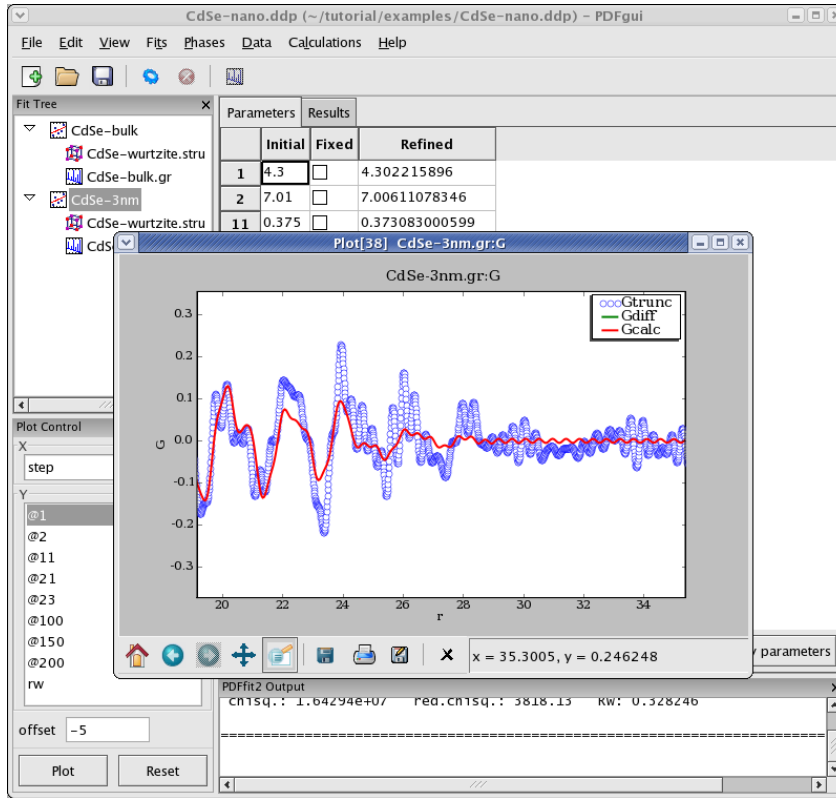 CdSe-nano.ddp (~/tutorial/examples/CdSe-nano.ddp) - PDFgui
File Edit View Fits Phases Data Calculations Help
Fit Tree
CdSe-bulk
CdSe-wurtzite.stru
CdSe-bulk.gr
CdSe-3nm
CdSe-wurtzite.stru
CdS
Parameters Results
Initial Fixed Refined
1 4.3 4.302215896
2 7.01 7.00611078346
11 0.375 0.373083000599
Plot[38] CdSe-3nm.gr:G
CdSe-3nm.gr:G
Gtrunc
Gdiff
Gcalc
0.3
0.2
0.1
0.0
-0.1
-0.2
-0.3
G
20 22 24 26 28 30 32 34
r
x = 35.3005, y = 0.246248
Plot Control
X
step
Y
@1
@2
@11
@21
@23
@100
@150
@200
rw
offset -5
Plot Reset
parameters
PDFfit2 Output
chisq.: 1.64294e+07 red.chisq.: 3818.13 RW: 0.328246
==============================================================================